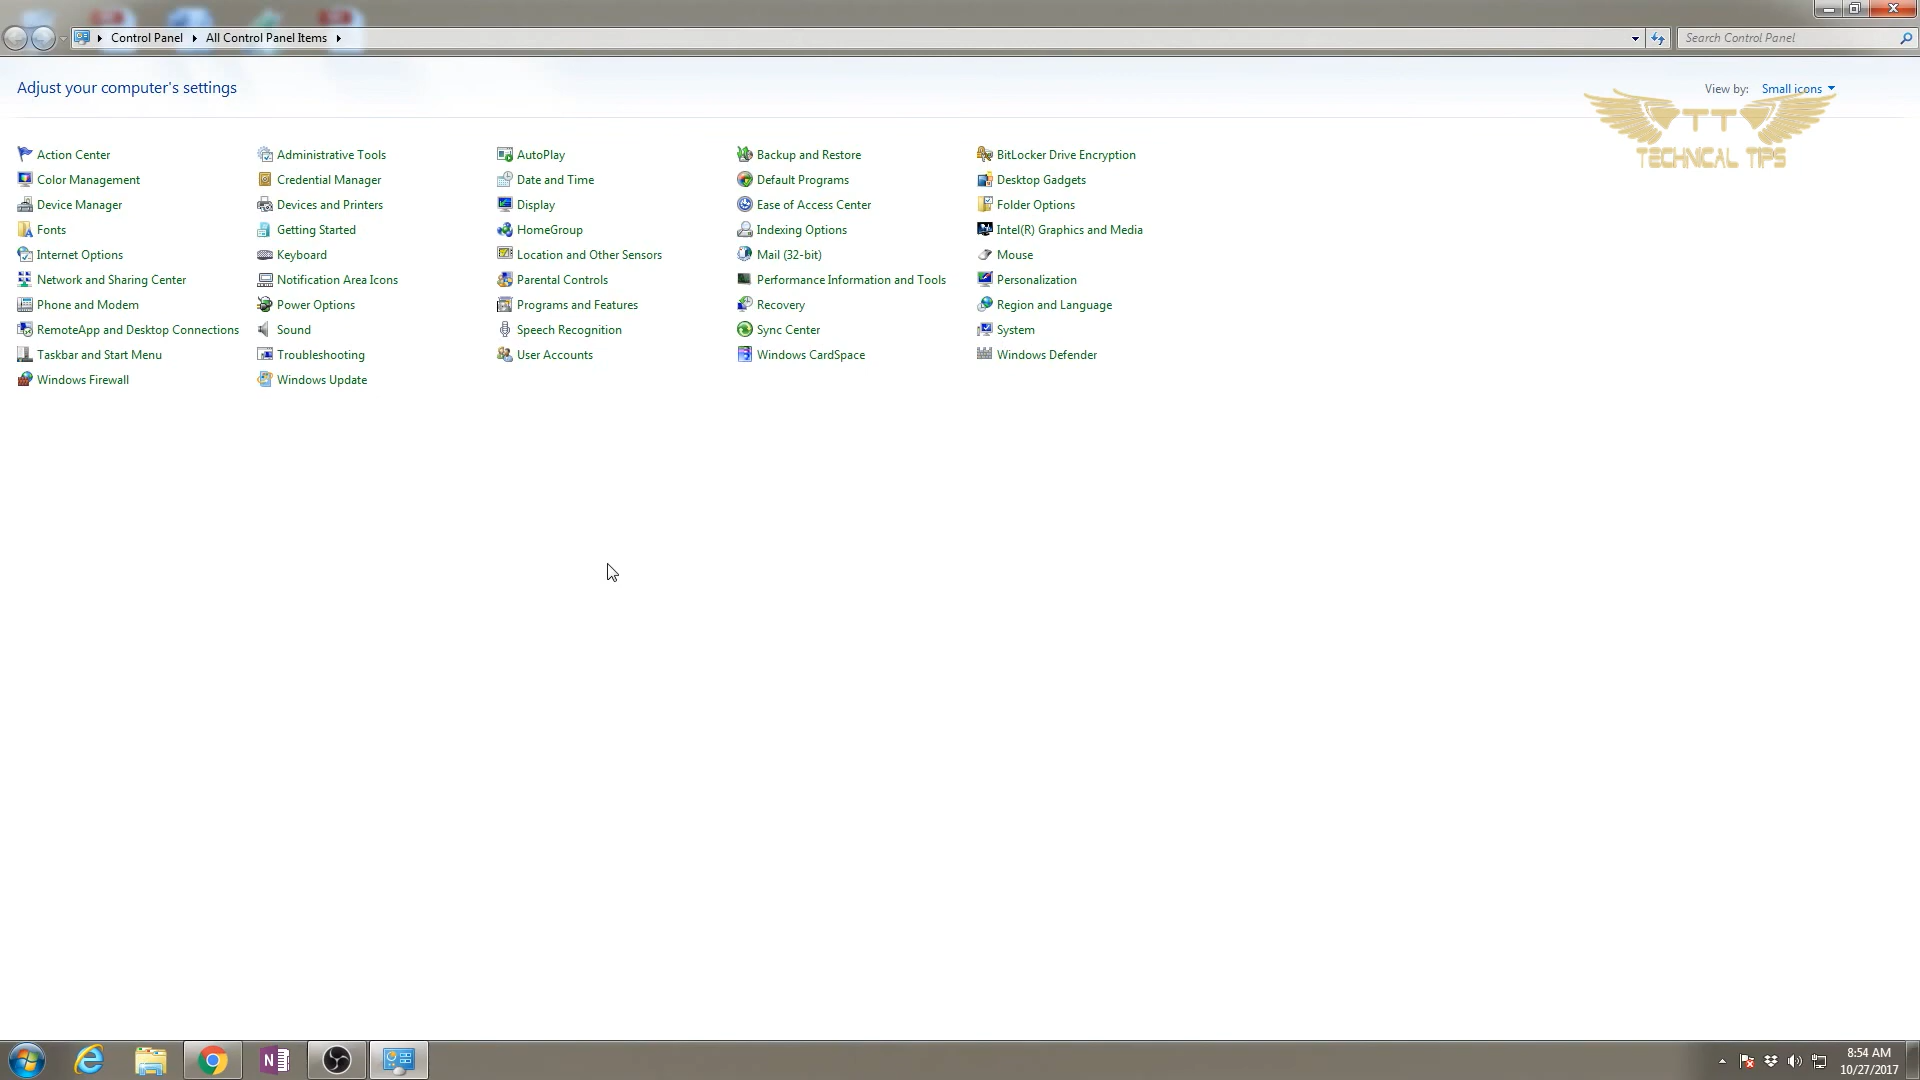 Control Panel All Control Panel Items
Search Control Panel
Adjust your computer's settings
View by: Small icons
TT
TECHNICAL TIPS
Action Center Administrative Tools AutoPlay Backup and Restore BitLocker Drive Encryption
Color Management Credential Manager Date and Time Default Programs Desktop Gadgets
Device Manager Devices and Printers Display Ease of Access Center Folder Options
Fonts Getting Started HomeGroup Indexing Options Intel(R) Graphics and Media
Internet Options Keyboard Location and Other Sensors Mail (32-bit) Mouse
Network and Sharing Center Notification Area Icons Parental Controls Performance Information and Tools Personalization
Phone and Modem Power Options Programs and Features Recovery Region and Language
RemoteApp and Desktop Connections Sound Speech Recognition Sync Center System
Taskbar and Start Menu Troubleshooting User Accounts Windows CardSpace Windows Defender
Windows Firewall Windows Update
N
8:54 AM
10/27/2017